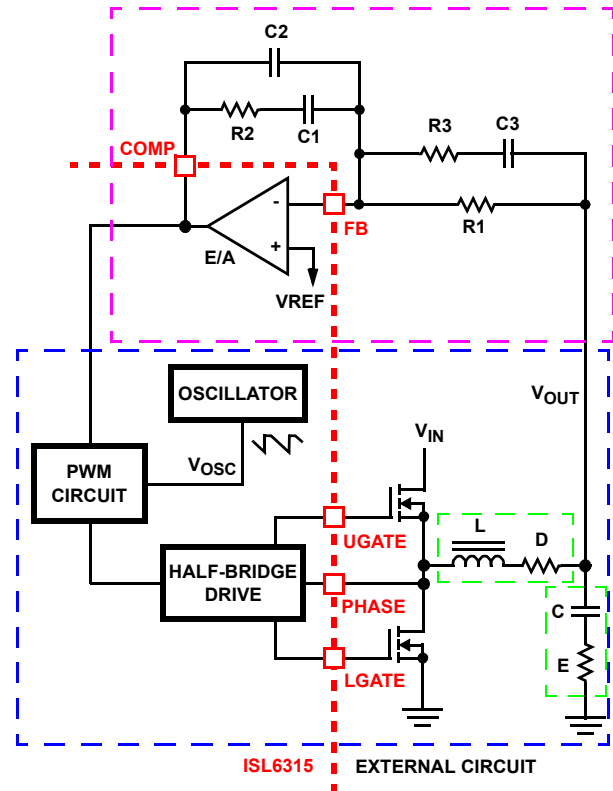 C2
R2
C1
R3
C3
COMP
R1
-
+
FB
E/A
VREF
OSCILLATOR
VOUT
VIN
PWM
CIRCUIT
VOSC
L
D
UGATE
HALF-BRIDGE
DRIVE
PHASE
C
E
LGATE
ISL6315
EXTERNAL CIRCUIT